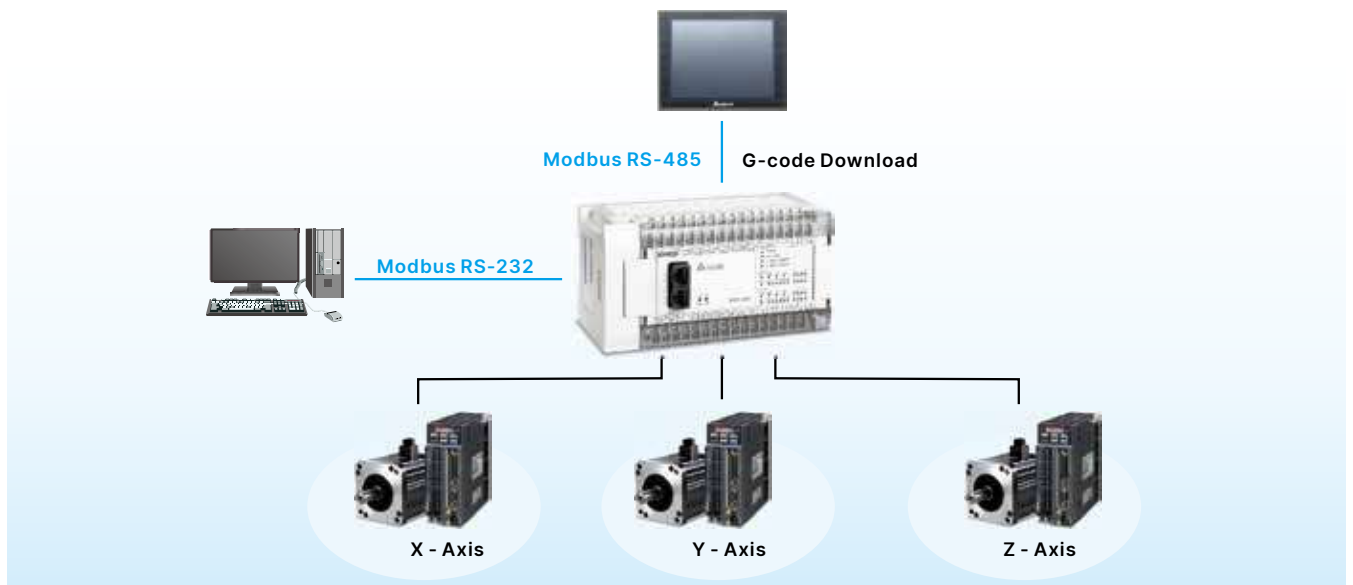 Modbus RS-485
G-code Download
Modbus RS-232
X - Axis
Y - Axis
Z - Axis